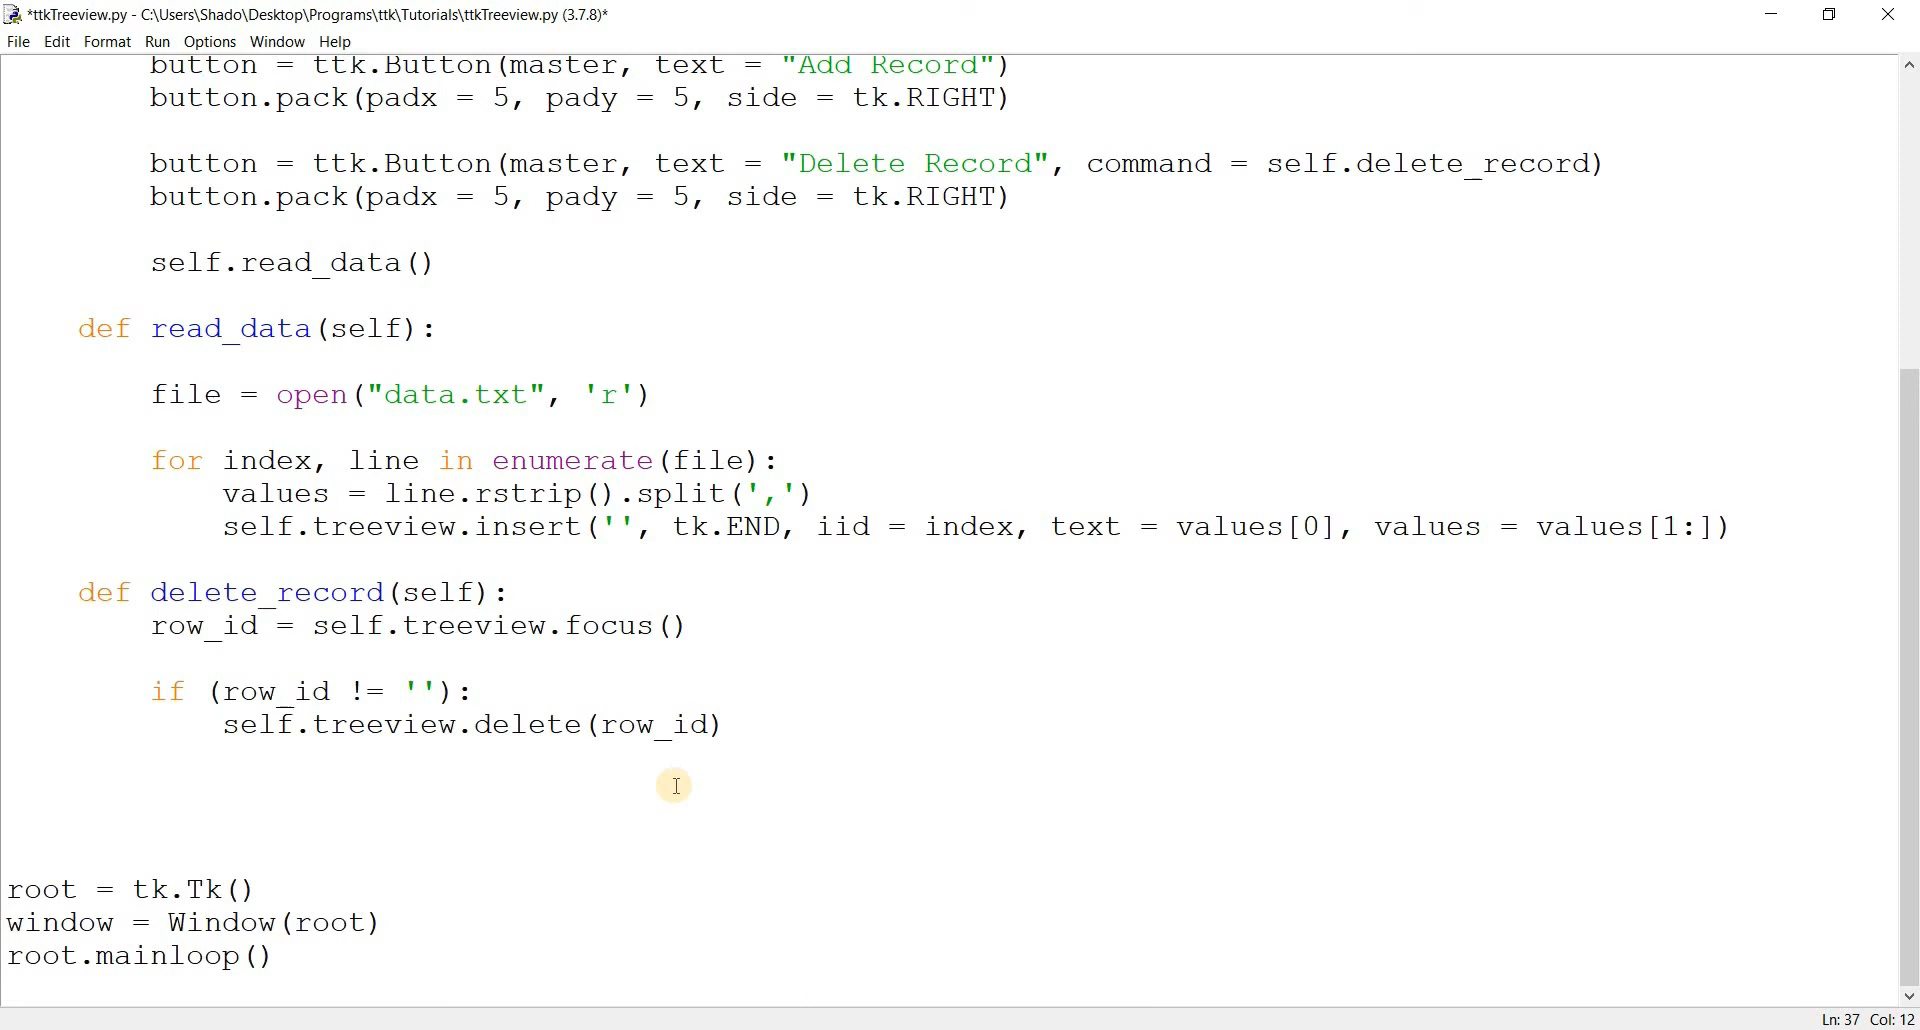 *ttkTreeview.py - C:\Users\Shado\Desktop\Programs\ttk\Tutorials\ttkTreeview.py (3.7.8)*
File Edit Format Run Options Window Help
button = ttk.Button(master, text = "Add Record")
button.pack(padx = 5, pady = 5, side = tk.RIGHT)
button = ttk.Button(master, text = "Delete Record", command = self.delete_record)
button.pack(padx = 5, pady = 5, side = tk.RIGHT)
self.read_data()
def read_data(self):
file = open("data.txt", 'r')
for index, line in enumerate(file):
values = line.rstrip().split(',')
self.treeview.insert('', tk.END, iid = index, text = values[0], values = values[1:])
def delete_record(self):
row_id = self.treeview.focus()
if (row_id != ''):
self.treeview.delete(row_id)
root = tk.Tk()
window = Window(root)
root.mainloop()
Ln: 37 Col: 12